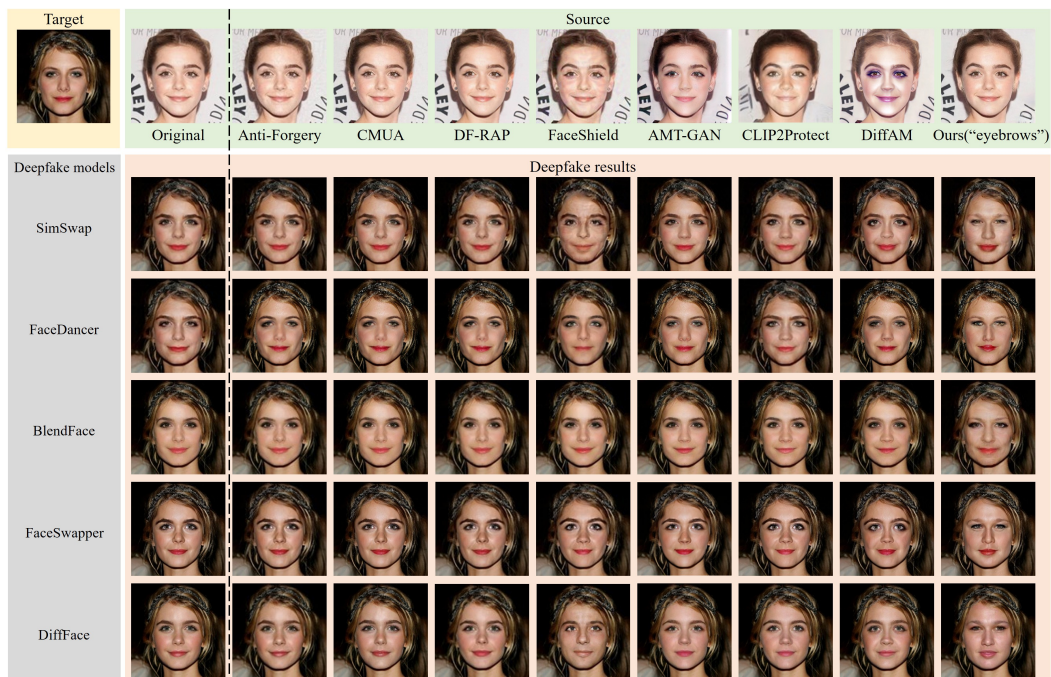 Target
Source
Original
Anti-Forgery
CMUA
DF-RAP
FaceShield
AMT-GAN
CLIP2Protect
DiffAM
Ours(“eyebrows”)
Deepfake models
Deepfake results
SimSwap
FaceDancer
BlendFace
FaceSwapper
DiffFace